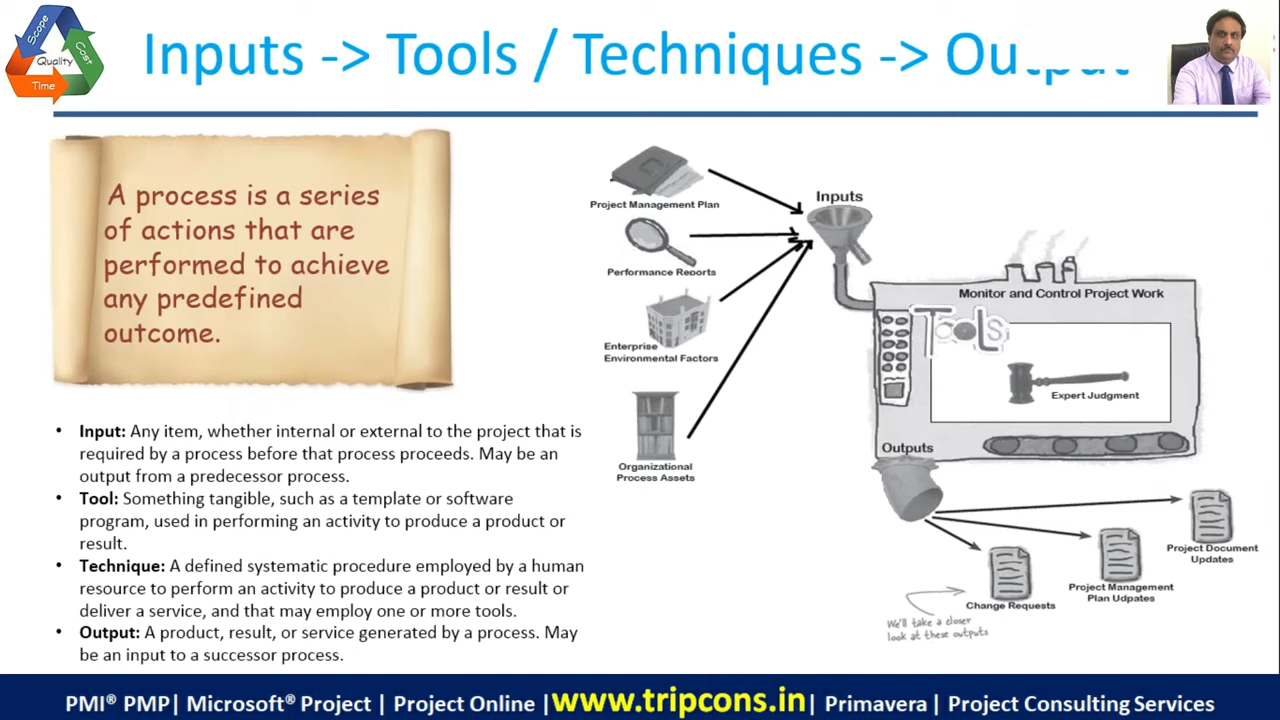 Scope
Cost
Quality
Time
Inputs -> Tools / Techniques -> Output
A process is a series
of actions that are
performed to achieve
any predefined
outcome.
• Input: Any item, whether internal or external to the project that is
required by a process before that process proceeds. May be an
output from a predecessor process.
• Tool: Something tangible, such as a template or software
program, used in performing an activity to produce a product or
result.
• Technique: A defined systematic procedure employed by a human
resource to perform an activity to produce a product or result or
deliver a service, and that may employ one or more tools.
• Output: A product, result, or service generated by a process. May
be an input to a successor process.
Project Management Plan
Performance Reports
Enterprise
Environmental Factors
Organizational
Process Assets
Inputs
Monitor and Control Project Work
Tools
Expert Judgment
Outputs
Project Document
Updates
Project Management
Plan Udpates
Change Requests
We'll take a closer
look at these outputs
PMI® PMP| Microsoft® Project | Project Online |www.tripcons.in| Primavera | Project Consulting Services